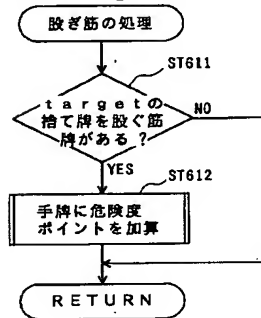 股ぎ筋の処理
ST611
targetの
捨て牌を股ぐ筋
牌がある ?
NO
YES
ST612
手牌に危険度
ポイントを加算
RETURN